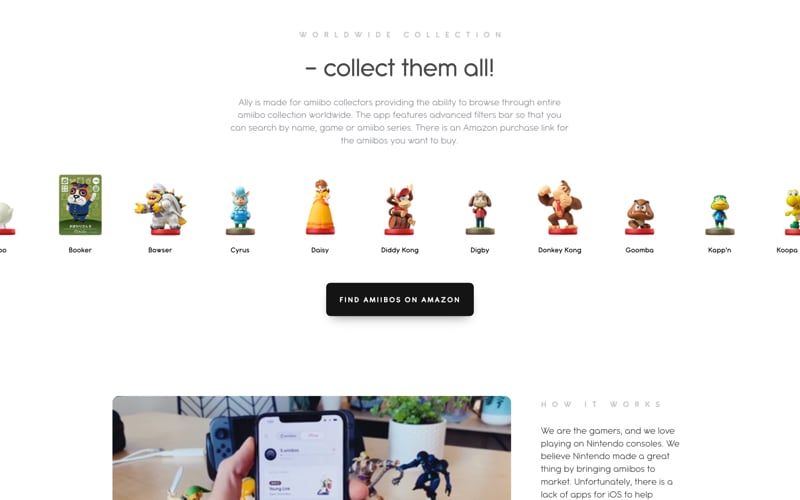 WORLDWIDE COLLECTION
– collect them all!
Ally is made for amiibo collectors providing the ability to browse through entire
amiibo collection worldwide. The app features advanced filters bar so that you
can search by name, game or amiibo series. There is an Amazon purchase link for
the amiibos you want to buy.
oo
Booker
Bowser
Cyrus
Daisy
Diddy Kong
Digby
Donkey Kong
Goomba
Kapp'n
Koopa
FIND AMIIBOS ON AMAZON
HOW IT WORKS
We are the gamers, and we love
playing on Nintendo consoles. We
believe Nintendo made a great
thing by bringing amiibos to
market. Unfortunately, there is a
lack of apps for iOS to help
5 amiibos
Young Link